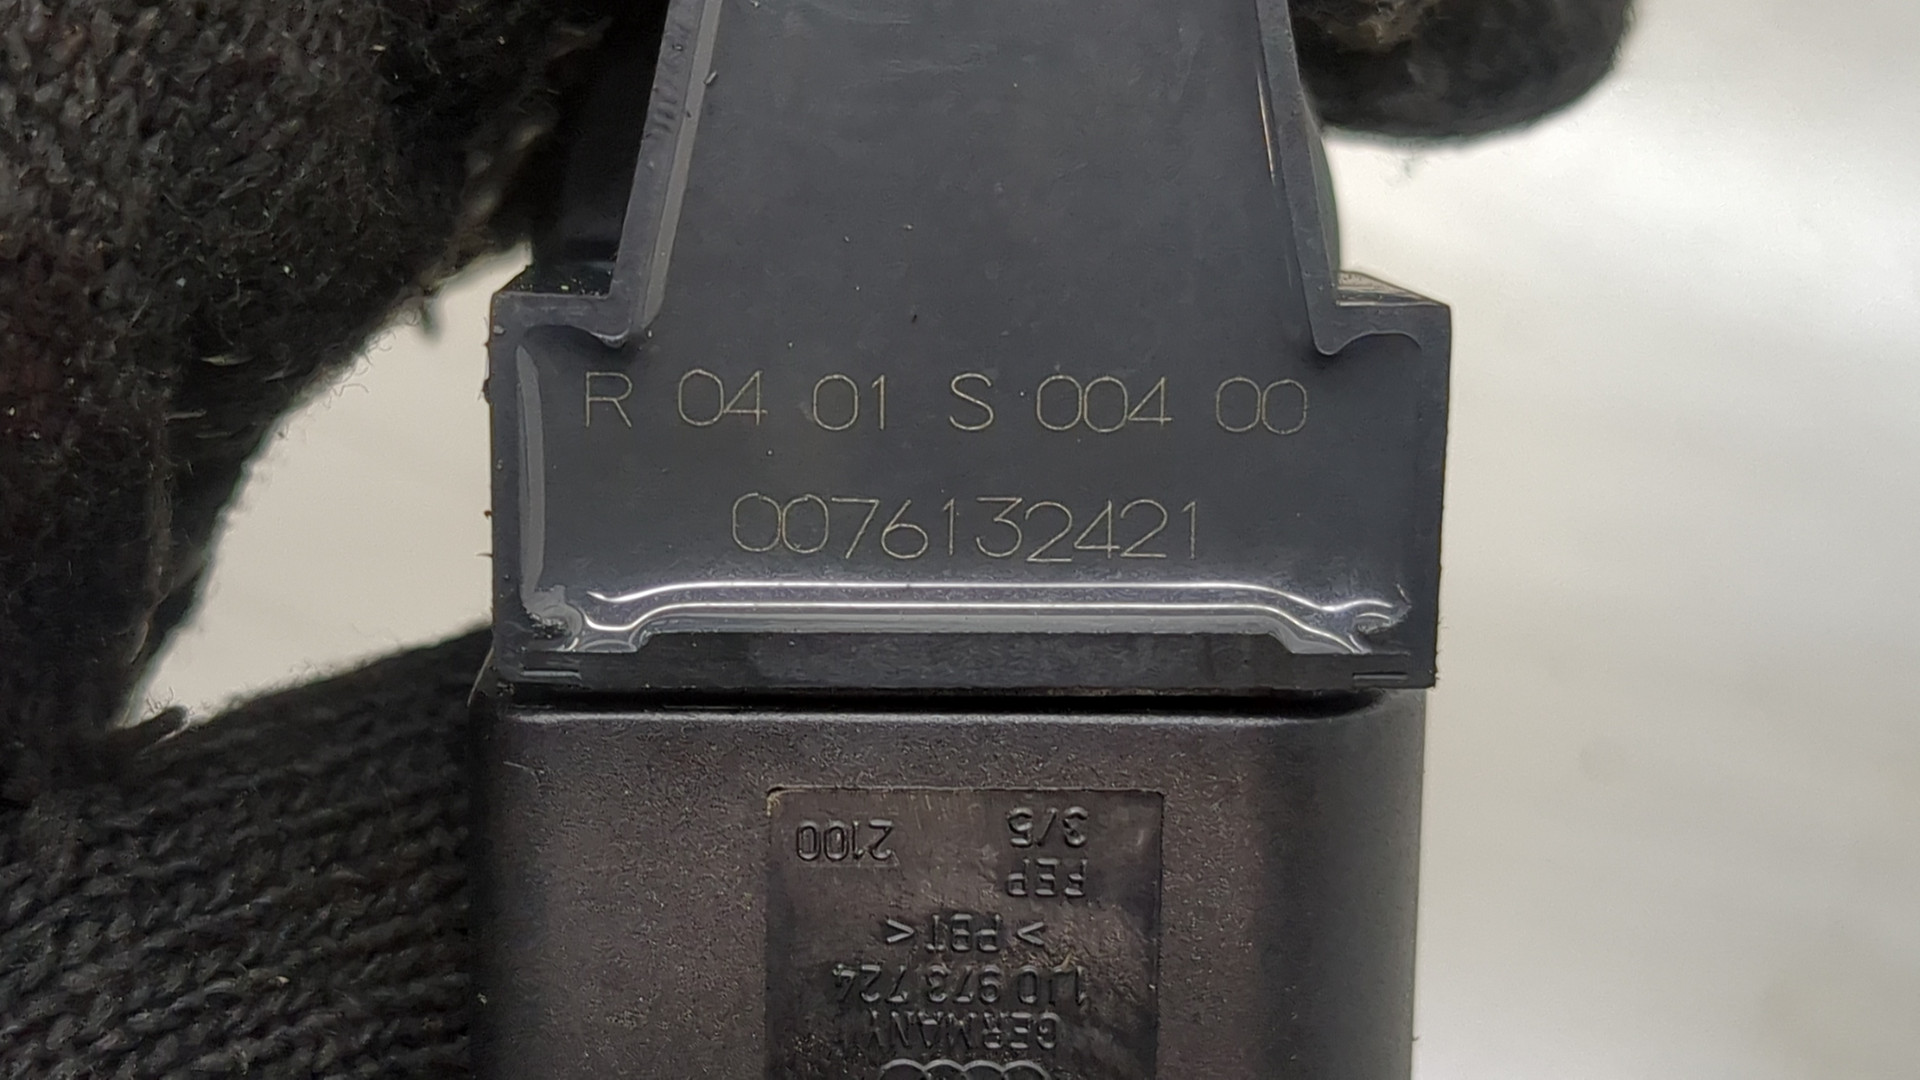 R 04 01 S 004 00
0076132421
GERMANY
1J0 973 724
> PBT <
FEP
3/5 2100